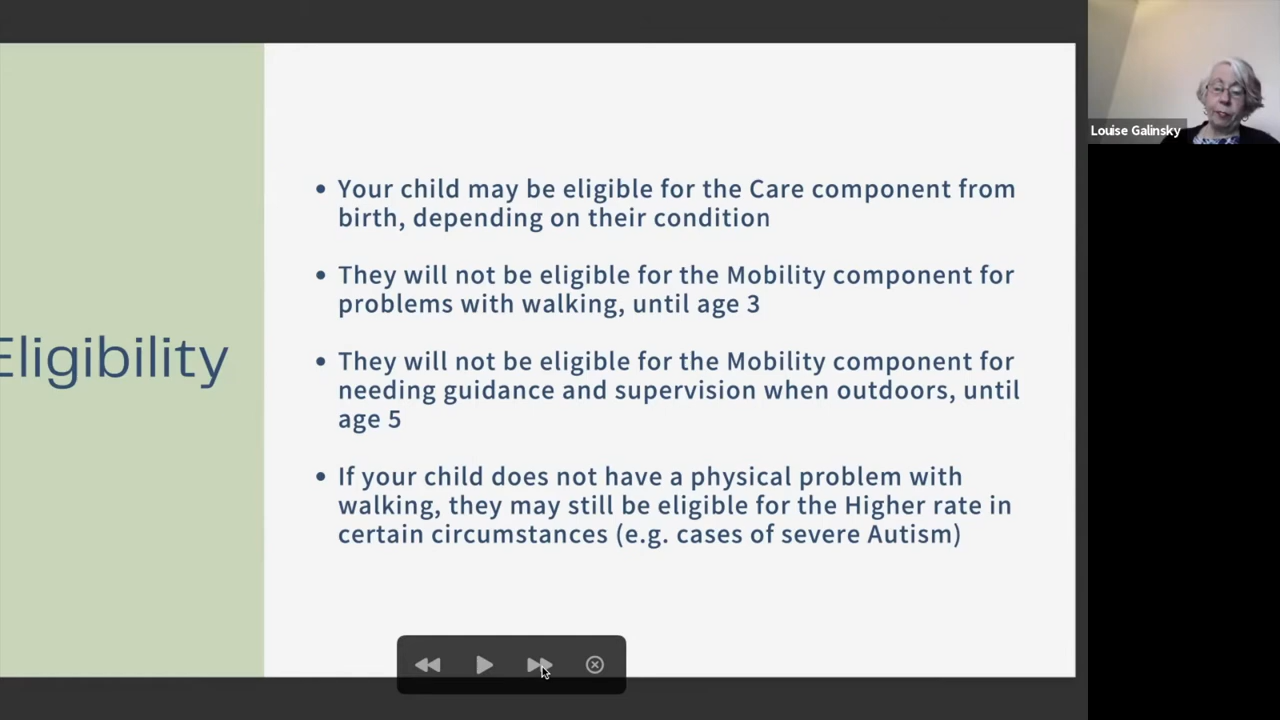 Eligibility
• Your child may be eligible for the Care component from
birth, depending on their condition
• They will not be eligible for the Mobility component for
problems with walking, until age 3
• They will not be eligible for the Mobility component for
needing guidance and supervision when outdoors, until
age 5
• If your child does not have a physical problem with
walking, they may still be eligible for the Higher rate in
certain circumstances (e.g. cases of severe Autism)
Louise Galinsky